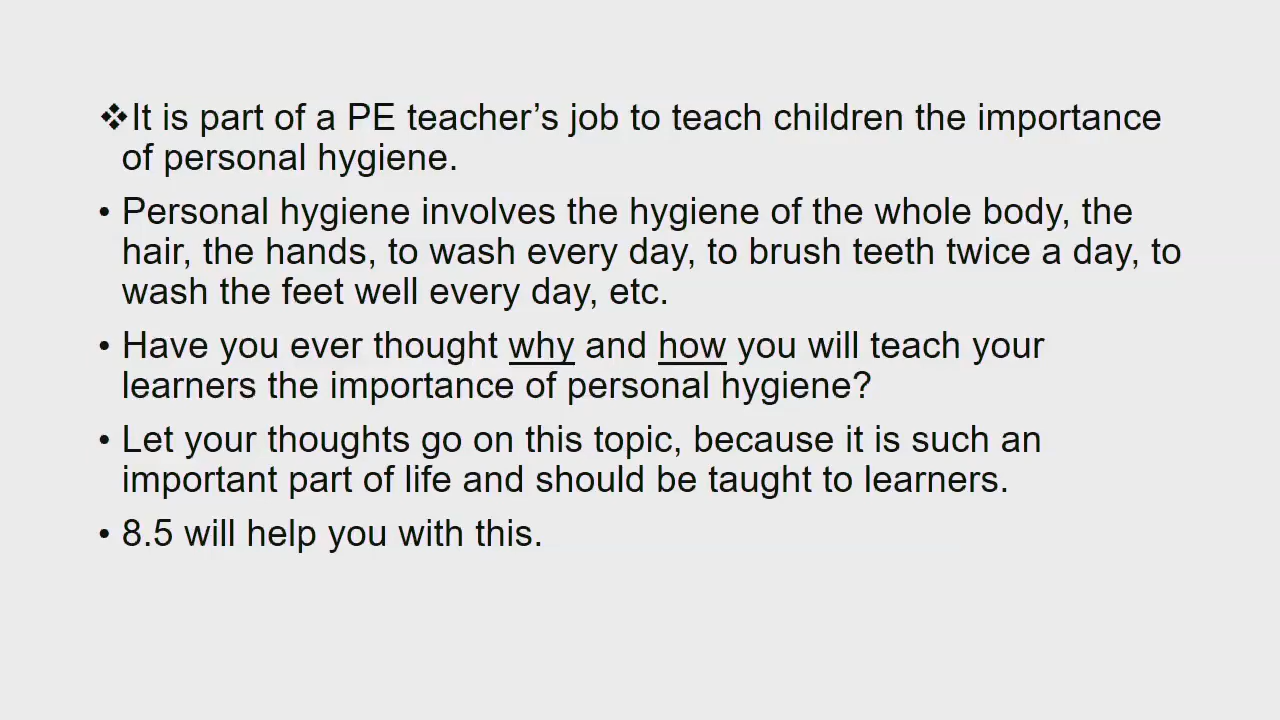 ❖It is part of a PE teacher’s job to teach children the importance
of personal hygiene.
• Personal hygiene involves the hygiene of the whole body, the
hair, the hands, to wash every day, to brush teeth twice a day, to
wash the feet well every day, etc.
• Have you ever thought why and how you will teach your
learners the importance of personal hygiene?
• Let your thoughts go on this topic, because it is such an
important part of life and should be taught to learners.
• 8.5 will help you with this.